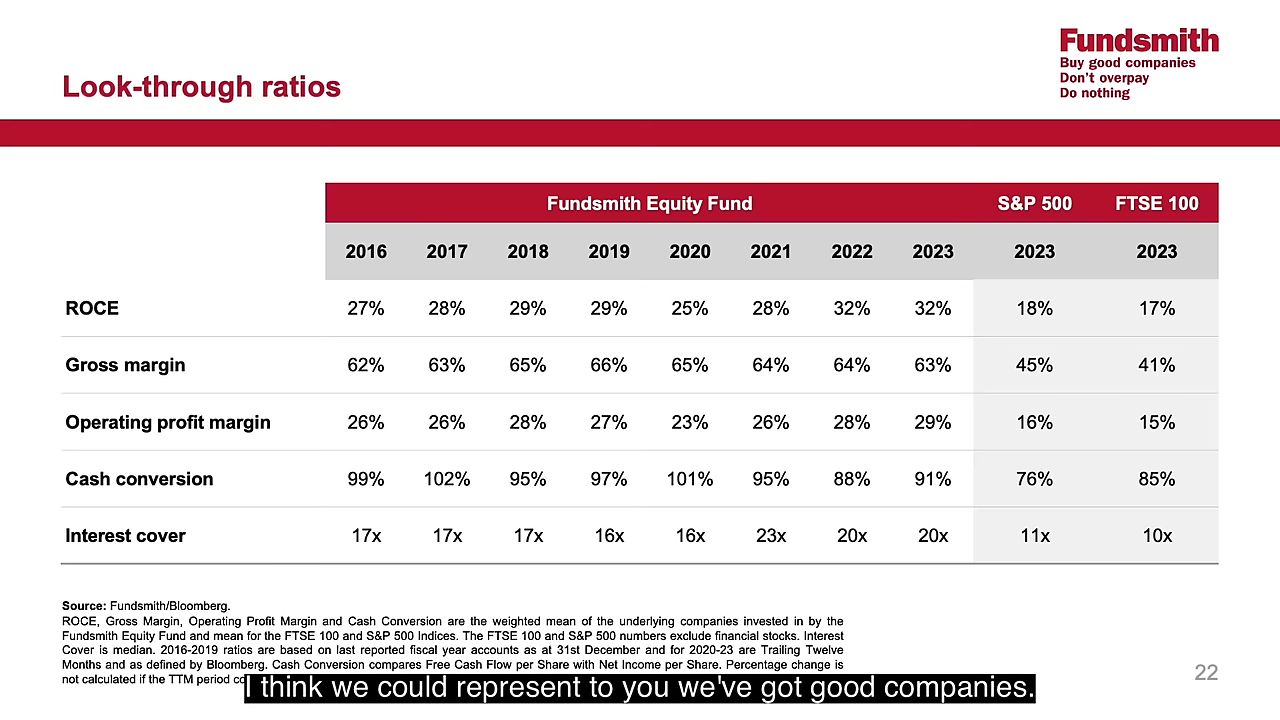 Fundsmith
Buy good companies
Don't overpay
Do nothing
Look-through ratios
Fundsmith Equity Fund S&P 500 FTSE 100
2016 2017 2018 2019 2020 2021 2022 2023 2023 2023
ROCE 27% 28% 29% 29% 25% 28% 32% 32% 18% 17%
Gross margin 62% 63% 65% 66% 65% 64% 64% 63% 45% 41%
Operating profit margin 26% 26% 28% 27% 23% 26% 28% 29% 16% 15%
Cash conversion 99% 102% 95% 97% 101% 95% 88% 91% 76% 85%
Interest cover 17x 17x 17x 16x 16x 23x 20x 20x 11x 10x
Source: Fundsmith/Bloomberg.
ROCE, Gross Margin, Operating Profit Margin and Cash Conversion are the weighted mean of the underlying companies invested in by the
Fundsmith Equity Fund and mean for the FTSE 100 and S&P 500 Indices. The FTSE 100 and S&P 500 numbers exclude financial stocks. Interest
Cover is median. 2016-2019 ratios are based on last reported fiscal year accounts as at 31st December and for 2020-23 are Trailing Twelve
Months and as defined by Bloomberg. Cash Conversion compares Free Cash Flow per Share with Net Income per Share. Percentage change is
not calculated if the TTM period
22
I think we could represent to you we've got good companies.